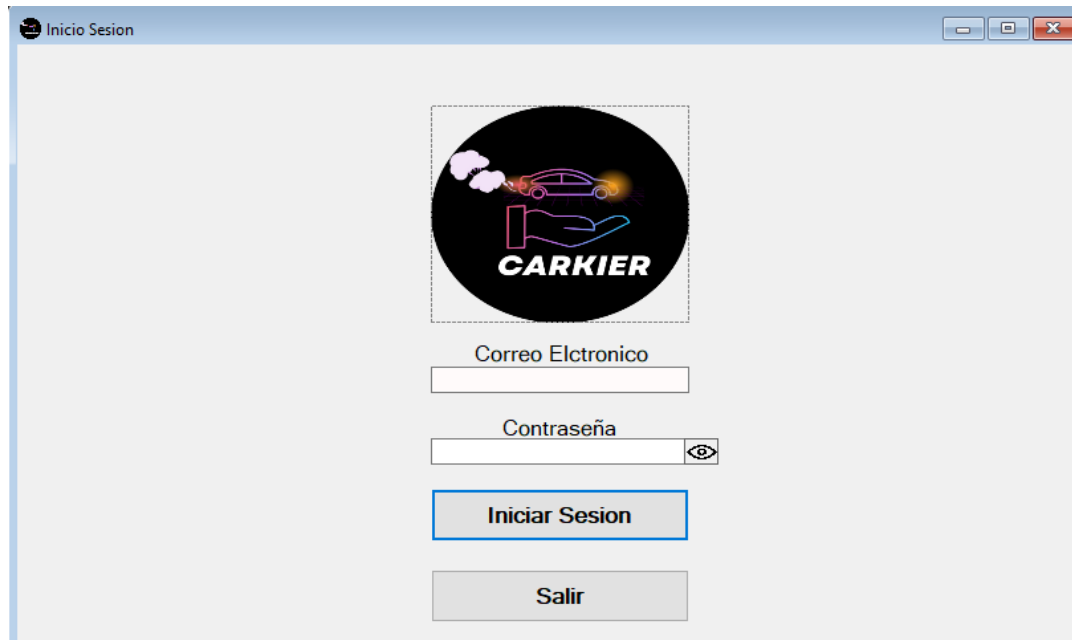 Inicio Sesion
CARKIER
Correo Elctronico
Contraseña
Iniciar Sesion
Salir